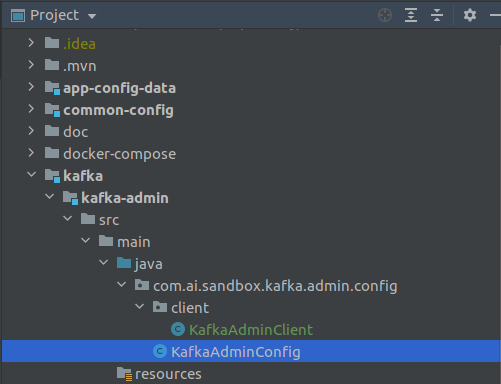 Project
.idea
.mvn
app-config-data
common-config
doc
docker-compose
kafka
kafka-admin
src
main
java
com.ai.sandbox.kafka.admin.config
client
KafkaAdminClient
KafkaAdminConfig
resources